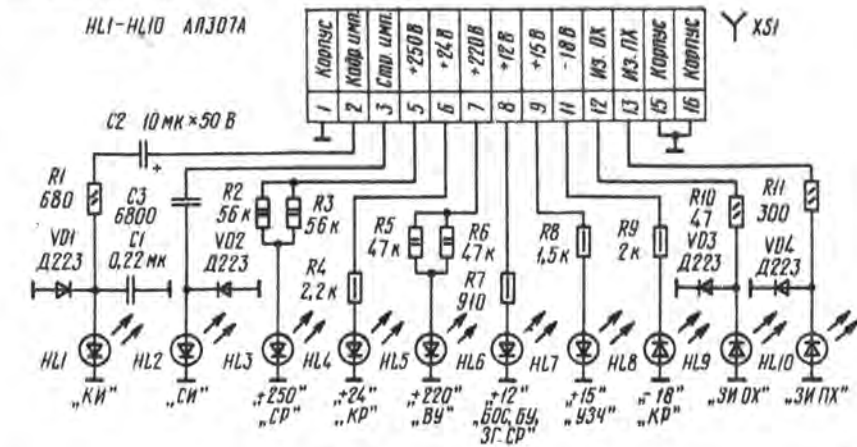 HL1-HL10 АЛ307А
Корпус
Кадр. имп.
Стр. имп.
+250 В
+24 В
+220 В
+12 В
+15 В
-18 В
Из. ОХ
Из. ПХ
Корпус
Корпус
XS1
1 2 3 5 6 7 8 9 11 12 13 15 16
C2 10 мк × 50 В
+
R1
680
C3
6800
R2
56 к
R3
56 к
R5
47 к
R6
47 к
R8
1,5 к
R9
2 к
R10
47
R11
300
VD1
Д223
C1
0,22 мк
VD2
Д223
R4
2,2 к
R7
910
VD3
Д223
VD4
Д223
HL1 HL2 HL3 HL4 HL5 HL6 HL7 HL8 HL9 HL10
„КИ”
„СИ”
„+250”
„СР”
„+24”
„КР”
„+220”
„ВУ”
„+12”
„БОС, БУ,
ЗГ. СР”
„+15”
„УЗЧ”
„-18”
„КР”
„ЗИ ОХ”
„ЗИ ПХ”